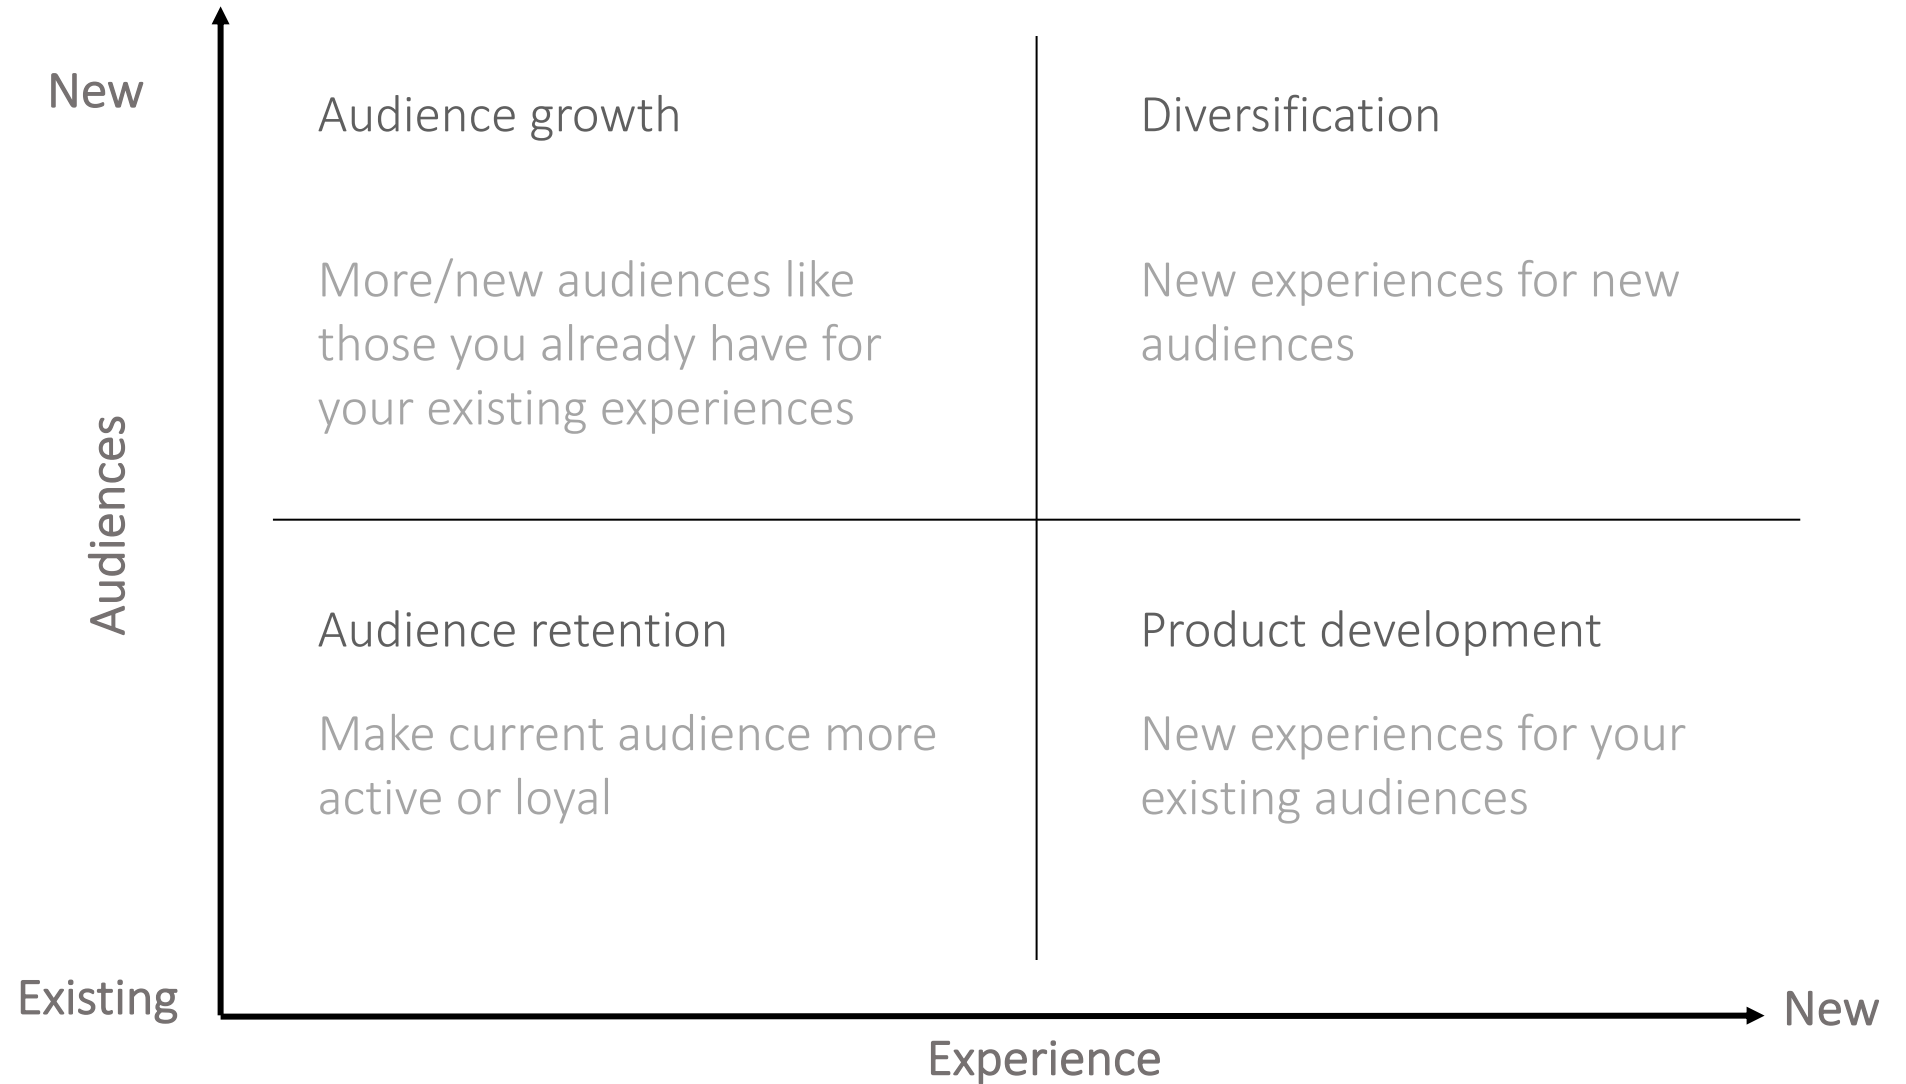 New
Audience growth
Diversification
More/new audiences like
those you already have for
your existing experiences
New experiences for new
audiences
Audiences
Audience retention
Product development
Make current audience more
active or loyal
New experiences for your
existing audiences
Existing
New
Experience